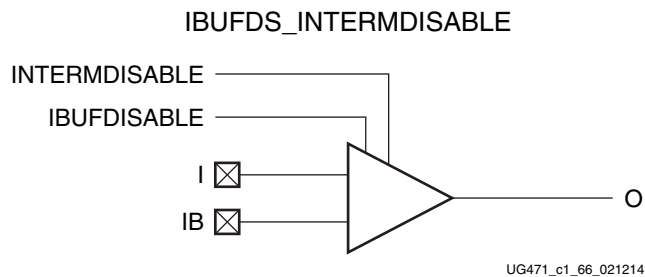 IBUFDS_INTERMDISABLE
INTERMDISABLE
IBUFDISABLE
I
IB
O
UG471_c1_66_021214